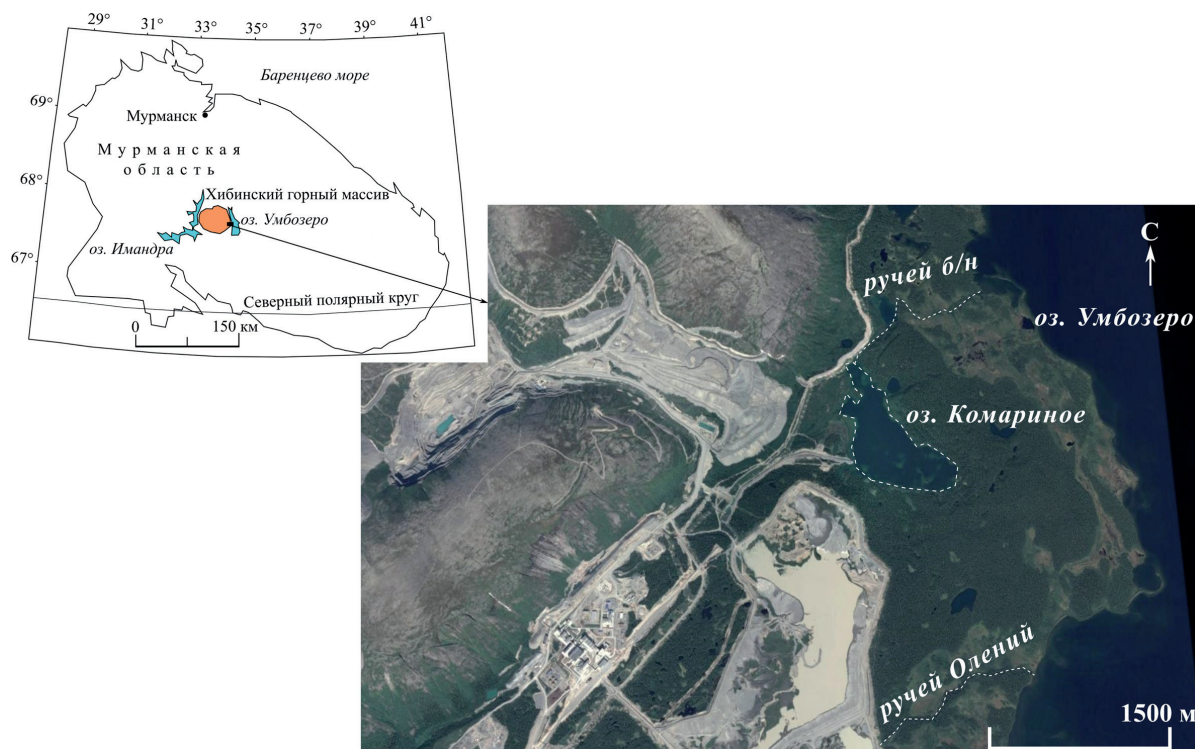 29° 31° 33° 35° 37° 39° 41°
Баренцево море
69°
Мурманск
Мурманская
область
68°
Хибинский горный массив
оз. Умбозеро
оз. Имандра
67°
Северный полярный круг
0 150 км
С
ручей б/н
оз. Умбозеро
оз. Комариное
ручей Олений
1500 м